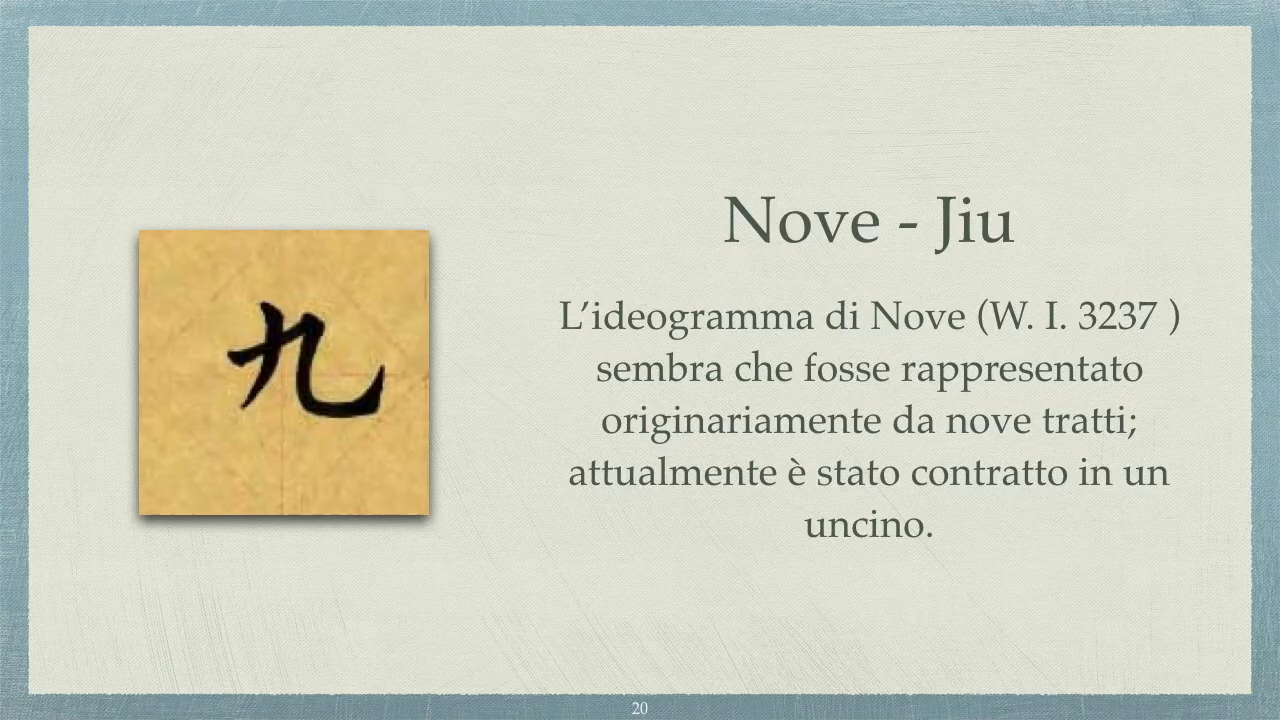 九
Nove - Jiu
L’ideogramma di Nove (W. I. 3237 )
sembra che fosse rappresentato
originariamente da nove tratti;
attualmente è stato contratto in un
uncino.
20